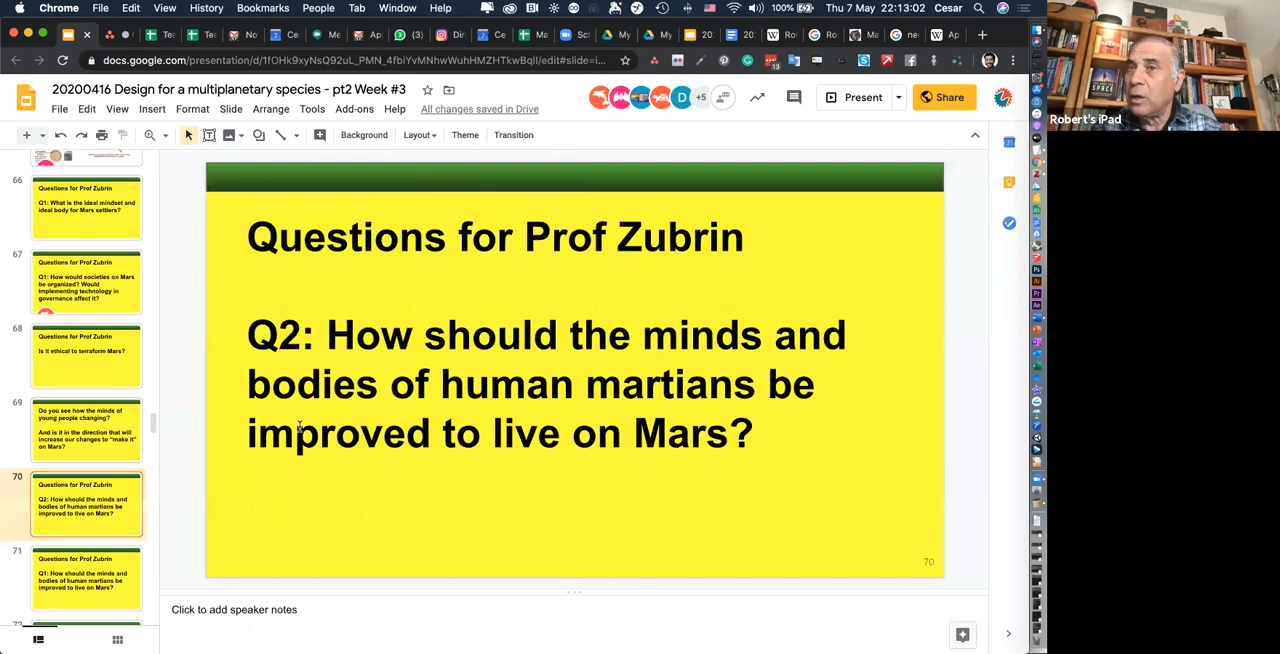 Chrome File Edit View History Bookmarks People Tab Window Help 100% Thu 7 May 22:13:02 Cesar
docs.google.com/presentation/d/1fOHk9xyNsQ92uL_PMN_4fbiYvMNhwWuhHMZHTkwBqlI/edit#slide=i...
20200416 Design for a multiplanetary species - pt2 Week #3
File Edit View Insert Format Slide Arrange Tools Add-ons Help All changes saved in Drive
D +5
Present
Share
Background Layout Theme Transition
66
Questions for Prof Zubrin
Q1: What is the ideal mindset and
ideal body for Mars settlers?
67
Questions for Prof Zubrin
Q1: How would societies on Mars
be organized? Would
implementing technology in
governance affect it?
68
Questions for Prof Zubrin
Is it ethical to terraform Mars?
69
Do you see how the minds of
young people changing?
And is it in the direction that will
increase our changes to "make it"
on Mars?
70
Questions for Prof Zubrin
Q2: How should the minds and
bodies of human martians be
improved to live on Mars?
71
Questions for Prof Zubrin
Q1: How should the minds and
bodies of human martians be
improved to live on Mars?
Questions for Prof Zubrin
Q2: How should the minds and
bodies of human martians be
improved to live on Mars?
70
Click to add speaker notes
Robert's iPad
SPACE